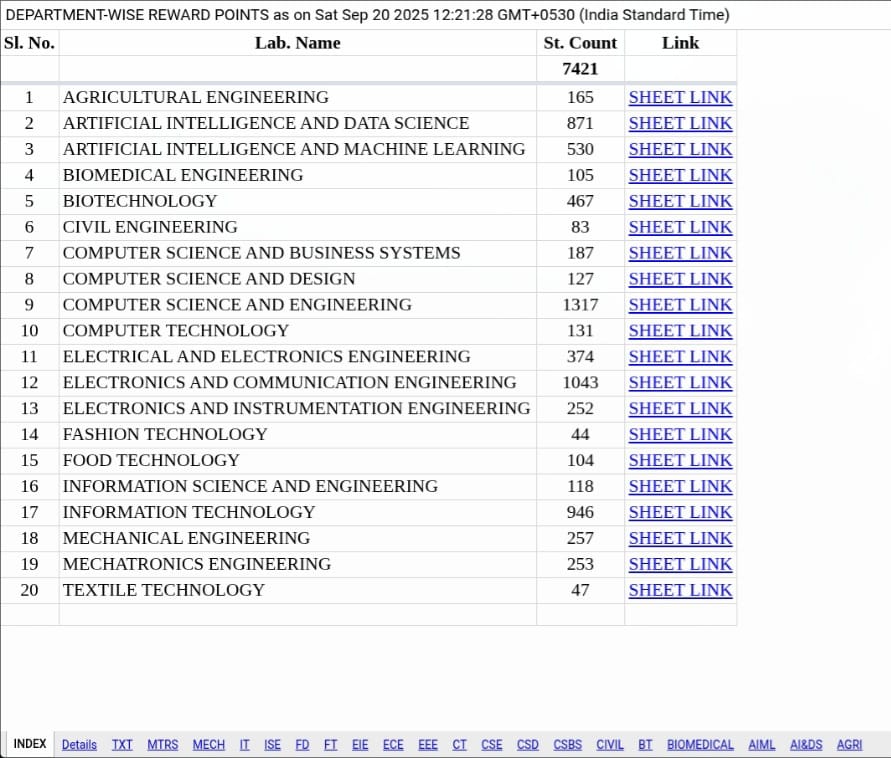 DEPARTMENT-WISE REWARD POINTS as on Sat Sep 20 2025 12:21:28 GMT+0530 (India Standard Time)
Sl. No. Lab. Name St. Count Link
7421
1 AGRICULTURAL ENGINEERING 165 SHEET LINK
2 ARTIFICIAL INTELLIGENCE AND DATA SCIENCE 871 SHEET LINK
3 ARTIFICIAL INTELLIGENCE AND MACHINE LEARNING 530 SHEET LINK
4 BIOMEDICAL ENGINEERING 105 SHEET LINK
5 BIOTECHNOLOGY 467 SHEET LINK
6 CIVIL ENGINEERING 83 SHEET LINK
7 COMPUTER SCIENCE AND BUSINESS SYSTEMS 187 SHEET LINK
8 COMPUTER SCIENCE AND DESIGN 127 SHEET LINK
9 COMPUTER SCIENCE AND ENGINEERING 1317 SHEET LINK
10 COMPUTER TECHNOLOGY 131 SHEET LINK
11 ELECTRICAL AND ELECTRONICS ENGINEERING 374 SHEET LINK
12 ELECTRONICS AND COMMUNICATION ENGINEERING 1043 SHEET LINK
13 ELECTRONICS AND INSTRUMENTATION ENGINEERING 252 SHEET LINK
14 FASHION TECHNOLOGY 44 SHEET LINK
15 FOOD TECHNOLOGY 104 SHEET LINK
16 INFORMATION SCIENCE AND ENGINEERING 118 SHEET LINK
17 INFORMATION TECHNOLOGY 946 SHEET LINK
18 MECHANICAL ENGINEERING 257 SHEET LINK
19 MECHATRONICS ENGINEERING 253 SHEET LINK
20 TEXTILE TECHNOLOGY 47 SHEET LINK
INDEX Details TXT MTRS MECH IT ISE FD FT EIE ECE EEE CT CSE CSD CSBS CIVIL BT BIOMEDICAL AIML AI&DS AGRI